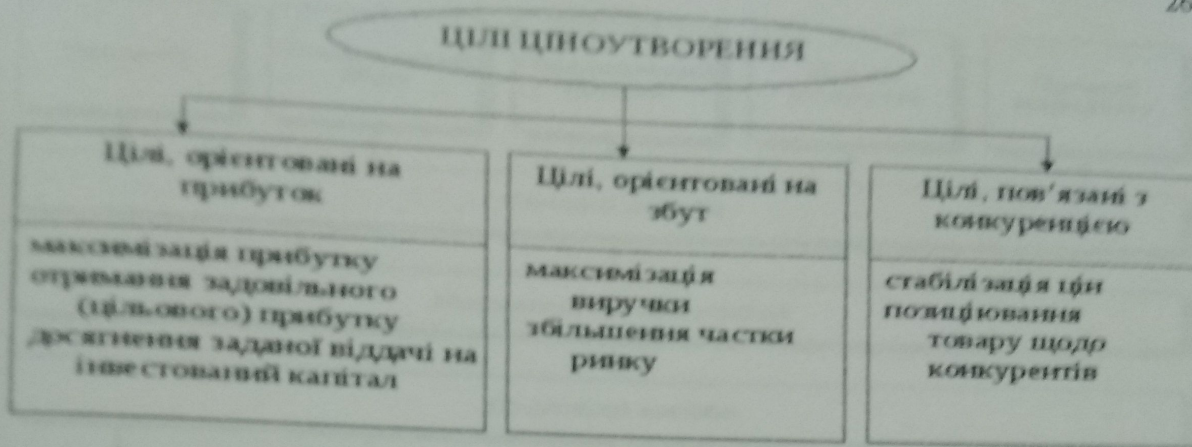 ЦІЛІ ЦІНОУТВОРЕННЯ
Цілі, орієнтовані на
прибуток
максимізація прибутку
отримання задовільного
(цільового) прибутку
досягнення заданої віддачі на
інвестований капітал
Цілі, орієнтовані на
збут
максимізація
виручки
збільшення частки
ринку
Цілі, пов'язані з
конкуренцією
стабілізація ціни
позиціювання
товару щодо
конкурентів